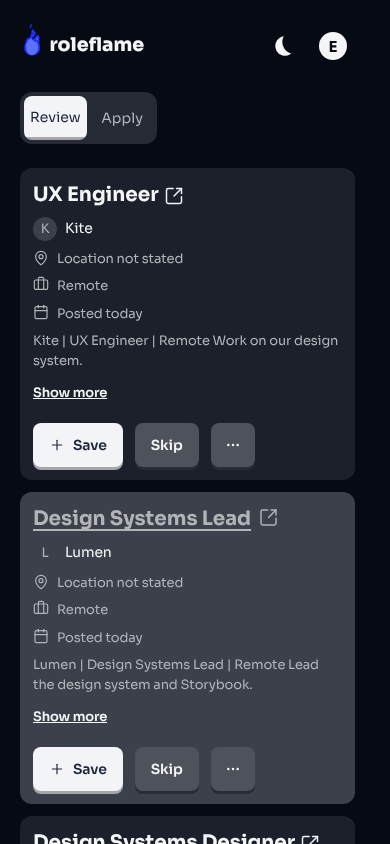 roleflame
E
Review
Apply
UX Engineer
K
Kite
Location not stated
Remote
Posted today
Kite | UX Engineer | Remote Work on our design
system.
Show more
+ Save
Skip
...
Design Systems Lead
L
Lumen
Location not stated
Remote
Posted today
Lumen | Design Systems Lead | Remote Lead
the design system and Storybook.
Show more
+ Save
Skip
...
Design Systems Designer